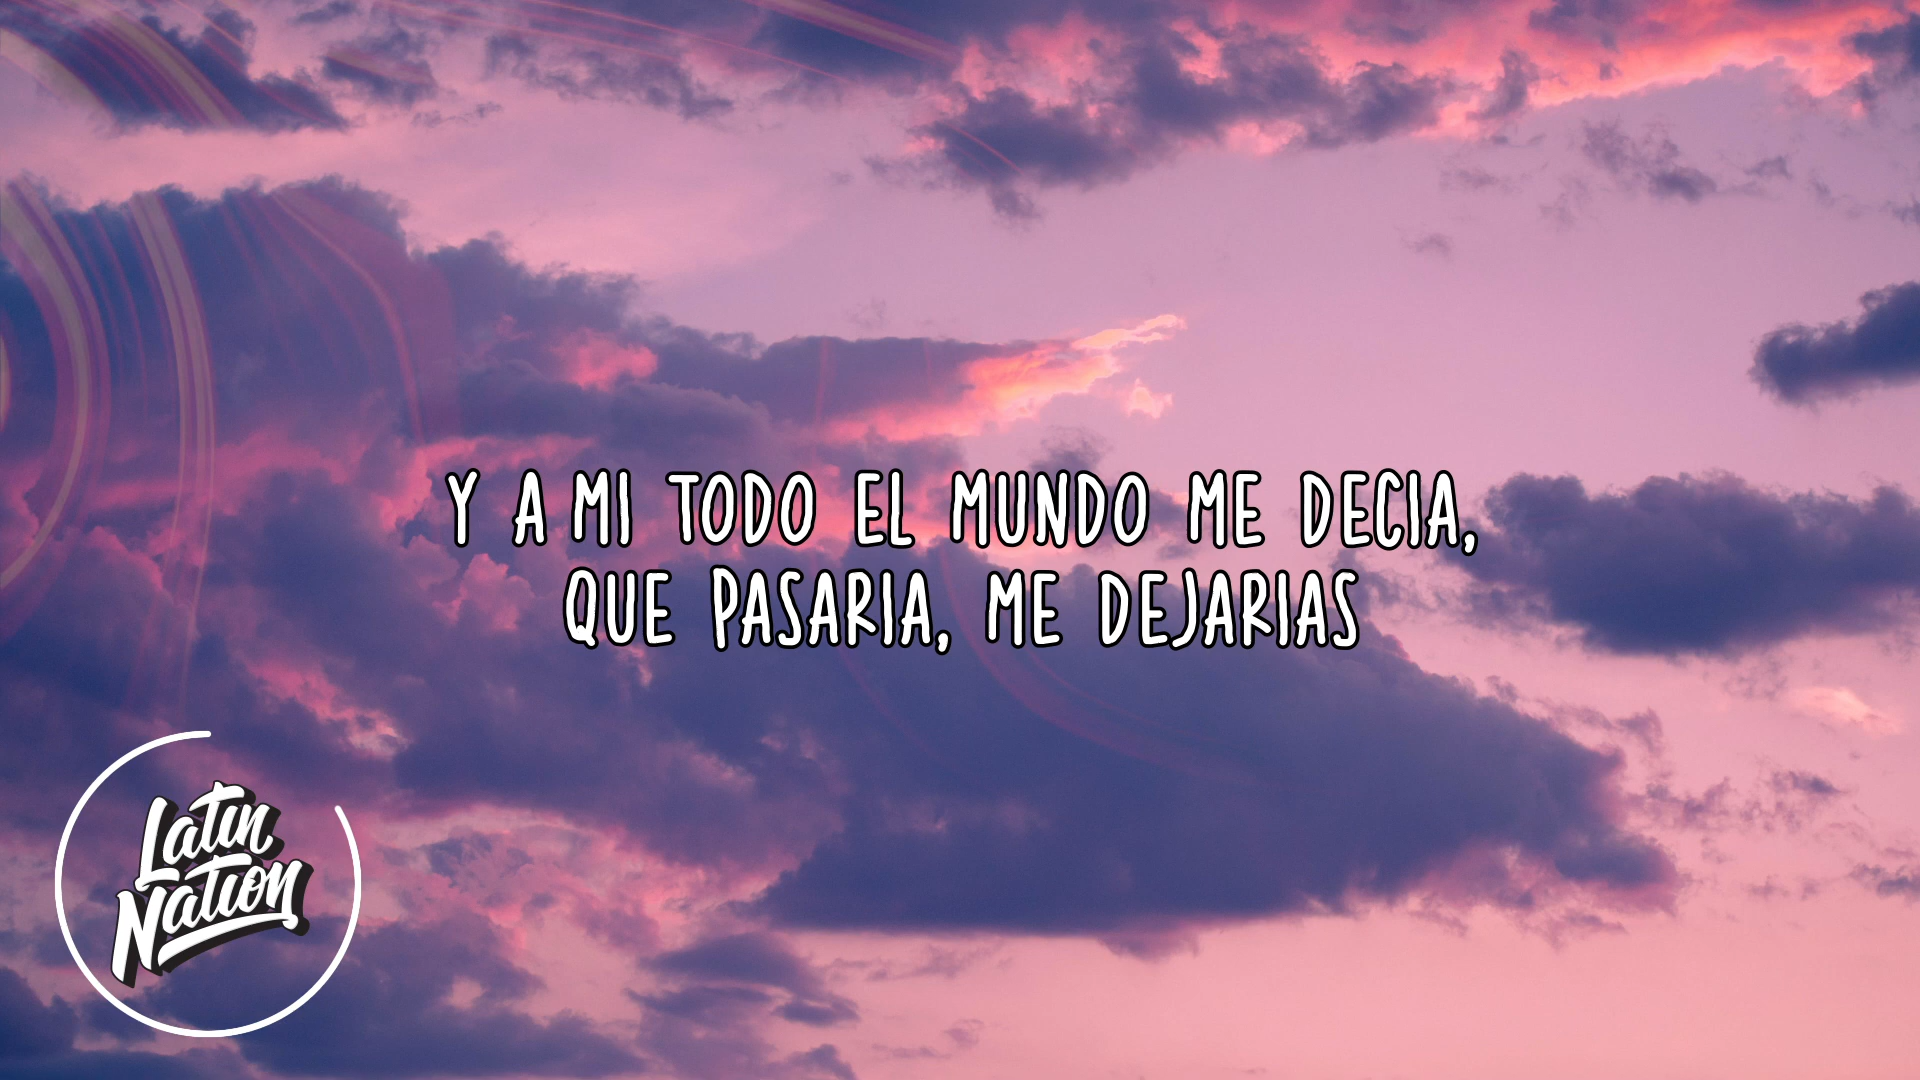 Y A MI TODO EL MUNDO ME DECIA,
QUE PASARIA, ME DEJARIAS
Latin
Nation